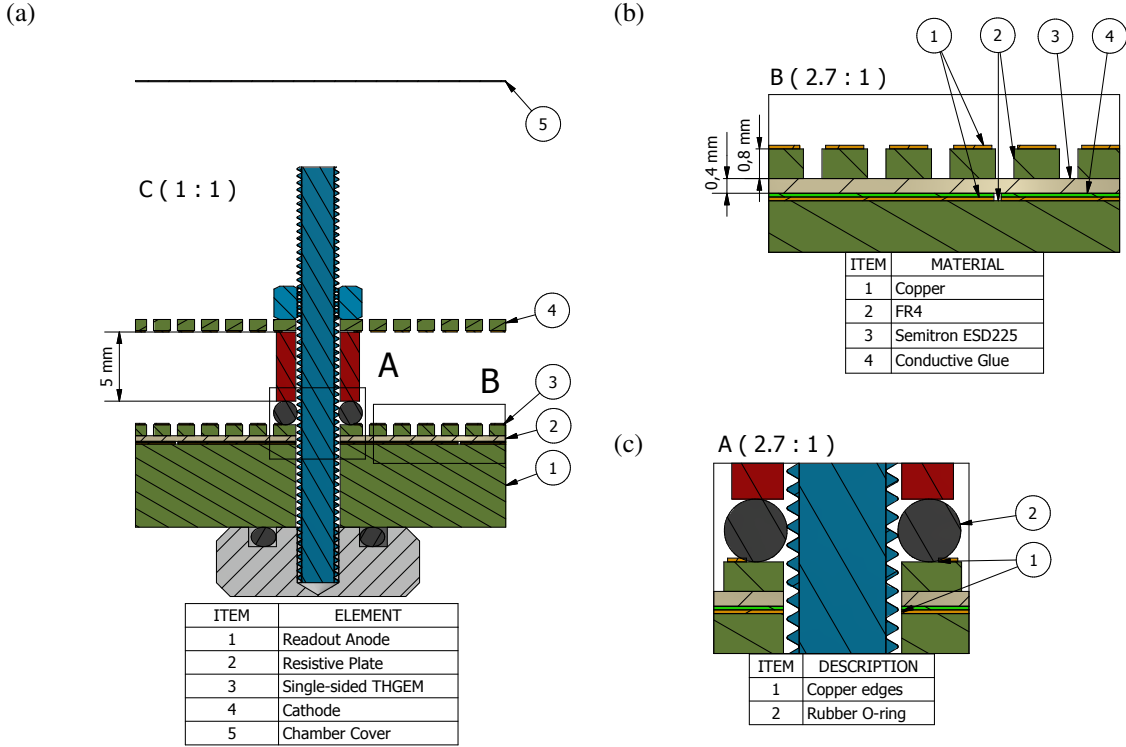 (a)
5
C ( 1 : 1 )
4
5 mm
A
B
3
2
1
ITEM ELEMENT
1 Readout Anode
2 Resistive Plate
3 Single-sided THGEM
4 Cathode
5 Chamber Cover
(b)
1 2 3 4
B ( 2.7 : 1 )
0,8 mm
0,4 mm
ITEM MATERIAL
1 Copper
2 FR4
3 Semitron ESD225
4 Conductive Glue
(c)
A ( 2.7 : 1 )
2
1
ITEM DESCRIPTION
1 Copper edges
2 Rubber O-ring